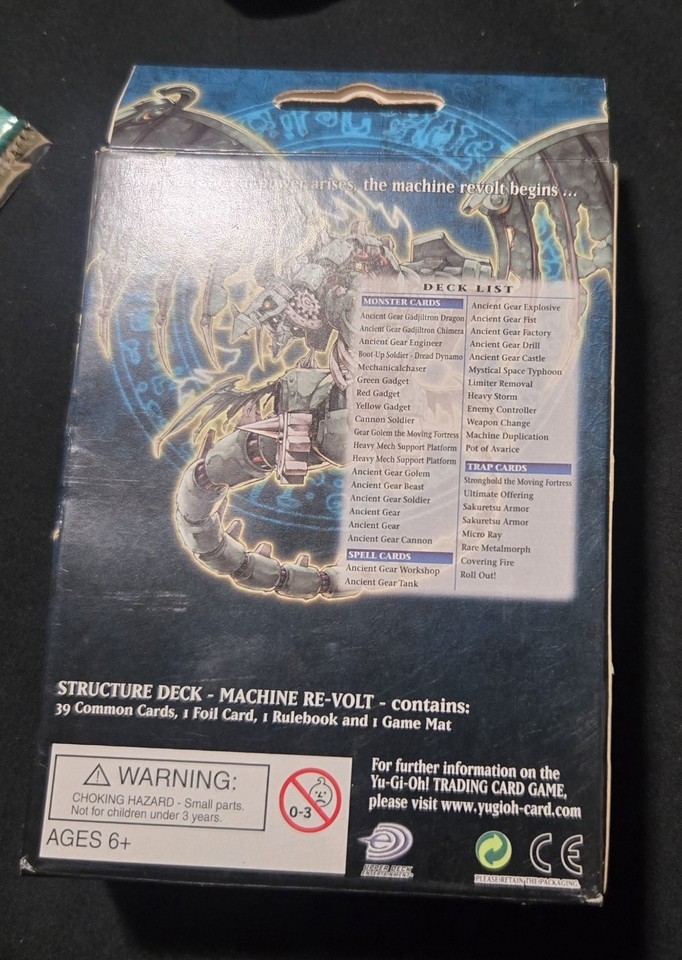 power arises, the machine revolt begins ...
DECK LIST
MONSTER CARDS
Ancient Gear Gadjiltron Dragon
Ancient Gear Gadjiltron Chimera
Ancient Gear Engineer
Boot-Up Soldier - Dread Dynamo
Mechanicalchaser
Green Gadget
Red Gadget
Yellow Gadget
Cannon Soldier
Gear Golem the Moving Fortress
Heavy Mech Support Platform
Heavy Mech Support Platform
Ancient Gear Golem
Ancient Gear Beast
Ancient Gear Soldier
Ancient Gear
Ancient Gear
Ancient Gear Cannon
SPELL CARDS
Ancient Gear Workshop
Ancient Gear Tank
Ancient Gear Explosive
Ancient Gear Fist
Ancient Gear Factory
Ancient Gear Drill
Ancient Gear Castle
Mystical Space Typhoon
Limiter Removal
Heavy Storm
Enemy Controller
Weapon Change
Machine Duplication
Pot of Avarice
TRAP CARDS
Stronghold the Moving Fortress
Ultimate Offering
Sakuretsu Armor
Sakuretsu Armor
Micro Ray
Rare Metalmorph
Covering Fire
Roll Out!
STRUCTURE DECK - MACHINE RE-VOLT - contains:
39 Common Cards, 1 Foil Card, 1 Rulebook and 1 Game Mat
WARNING:
CHOKING HAZARD - Small parts.
Not for children under 3 years.
0-3
AGES 6+
For further information on the
Yu-Gi-Oh! TRADING CARD GAME,
please visit www.yugioh-card.com
UPPER DECK
ENTERTAINMENT
CE
PLEASE RETAIN THE PACKAGING